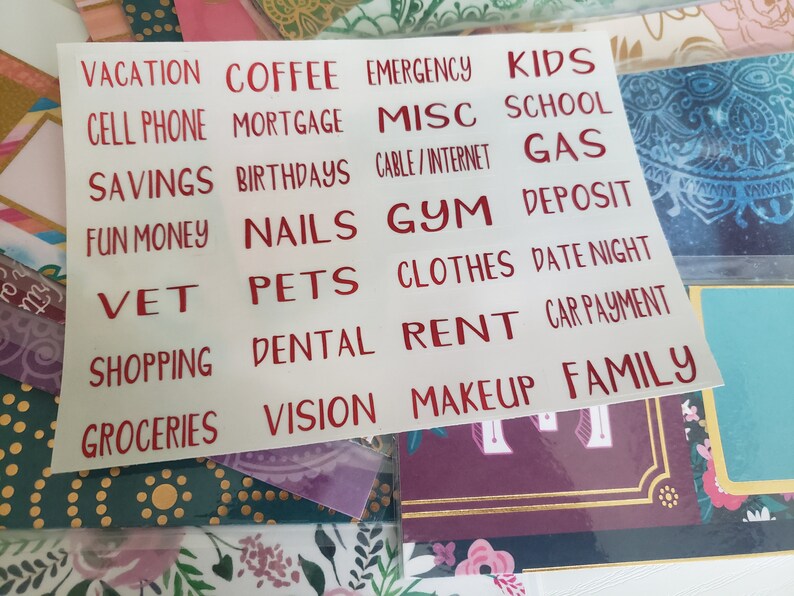 VACATION COFFEE EMERGENCY KIDS
CELL PHONE MORTGAGE MISC SCHOOL
SAVINGS BIRTHDAYS CABLE/INTERNET GAS
FUN MONEY NAILS GYM DEPOSIT
VET PETS CLOTHES DATE NIGHT
SHOPPING DENTAL RENT CAR PAYMENT
GROCERIES VISION MAKEUP FAMILY